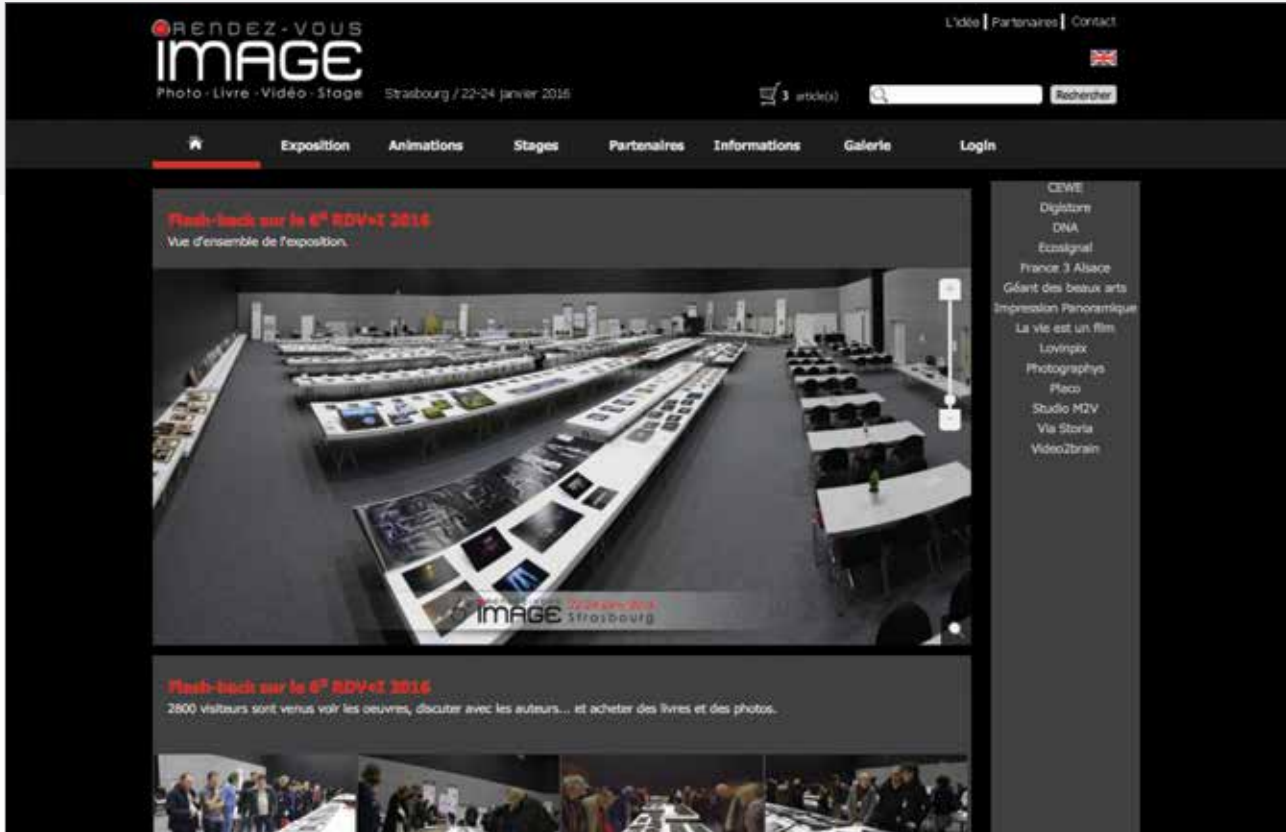 L'idée | Partenaires | Contact
RENDEZ-VOUS
IMAGE
Photo · Livre · Vidéo · Stage
Strasbourg / 22-24 janvier 2016
3 article(s)
Rechercher
Exposition Animations Stages Partenaires Informations Galerie Login
Flash-back sur le 6e RDV•I 2016
Vue d'ensemble de l'exposition.
CEWE
Digistore
DNA
Ecosignal
France 3 Alsace
Géant des beaux arts
Impression Panoramique
La vie est un film
Lovinpix
Photographys
Placo
Studio M2V
Via Storia
Video2brain
RENDEZ-VOUS
IMAGE
Strasbourg
Flash-back sur le 6e RDV•I 2016
2800 visiteurs sont venus voir les oeuvres, discuter avec les auteurs... et acheter des livres et des photos.